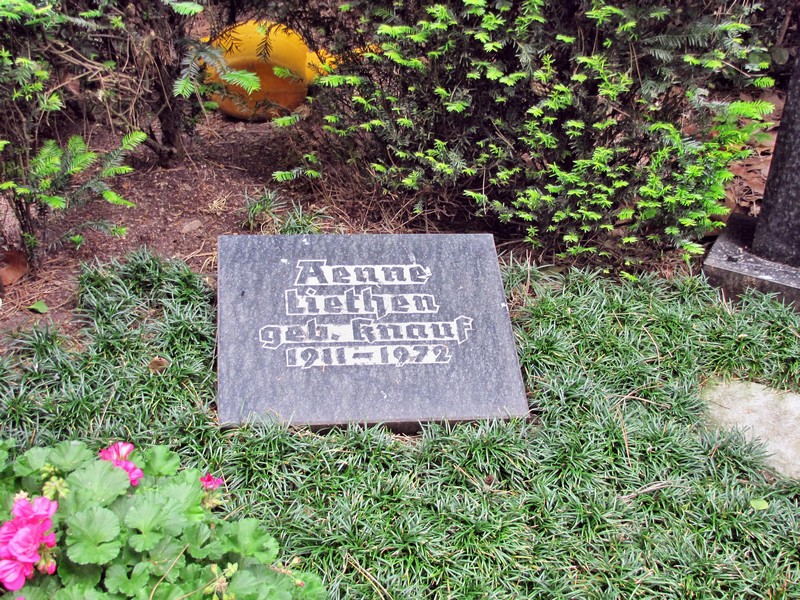 Aenne
Liethen
geb. Knauf
1911-1972